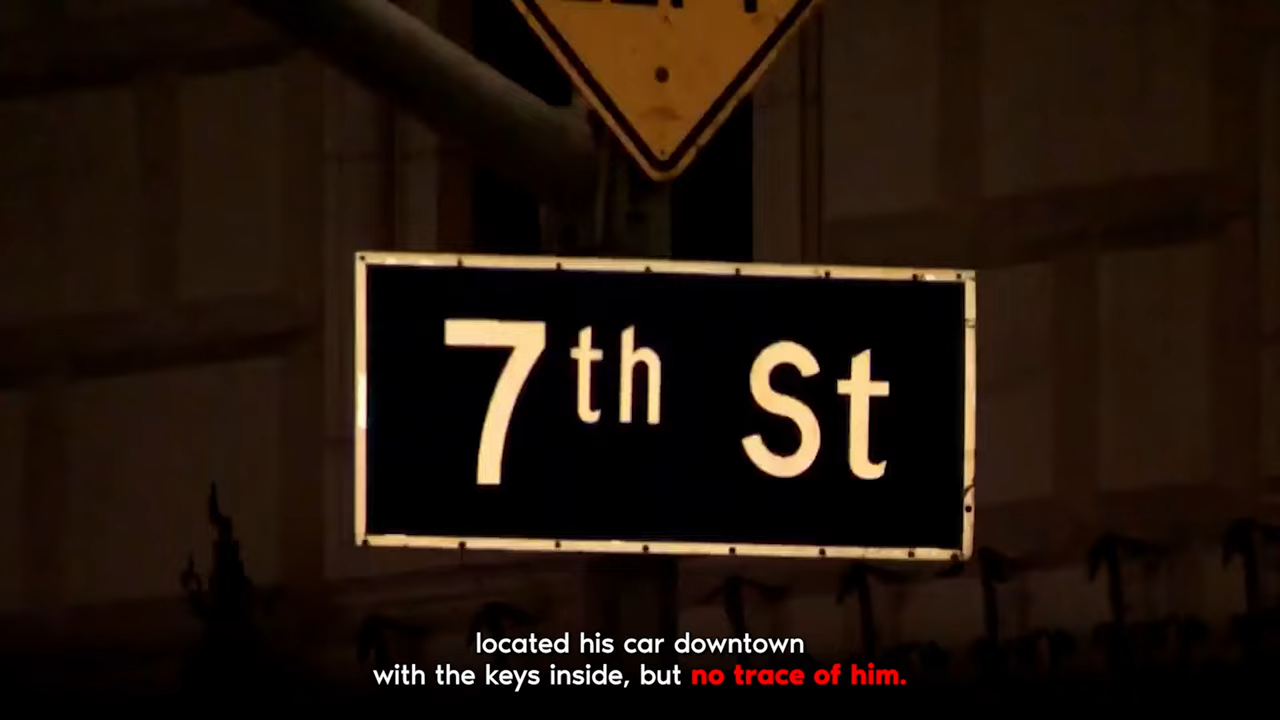 7th St
located his car downtown
with the keys inside, but no trace of him.